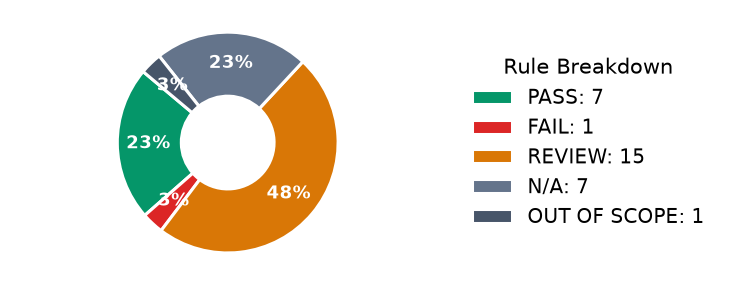 23%
3%
23%
3%
48%
Rule Breakdown
PASS: 7
FAIL: 1
REVIEW: 15
N/A: 7
OUT OF SCOPE: 1